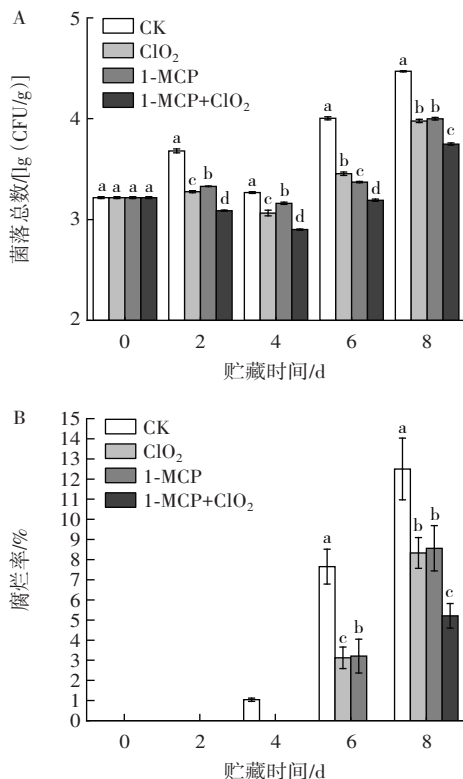 A
5
4
3
2
菌落总数/[lg (CFU/g)]
CK
ClO₂
1-MCP
1-MCP+ClO₂
a a a a
a c b d
a c b d
a b c d
a b b c
0 2 4 6 8
贮藏时间/d
B
15
14
13
12
11
10
9
8
7
6
5
4
3
2
1
0
腐烂率/%
CK
ClO₂
1-MCP
1-MCP+ClO₂
a c b
a b b c
0 2 4 6 8
贮藏时间/d